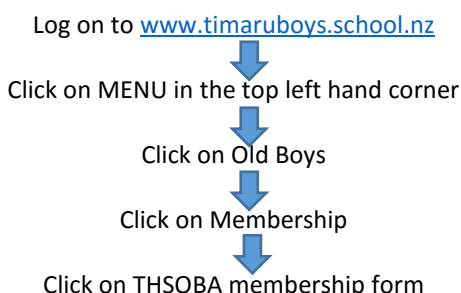 Log on to www.timaruboys.school.nz
Click on MENU in the top left hand corner
Click on Old Boys
Click on Membership
Click on THSOBA membership form